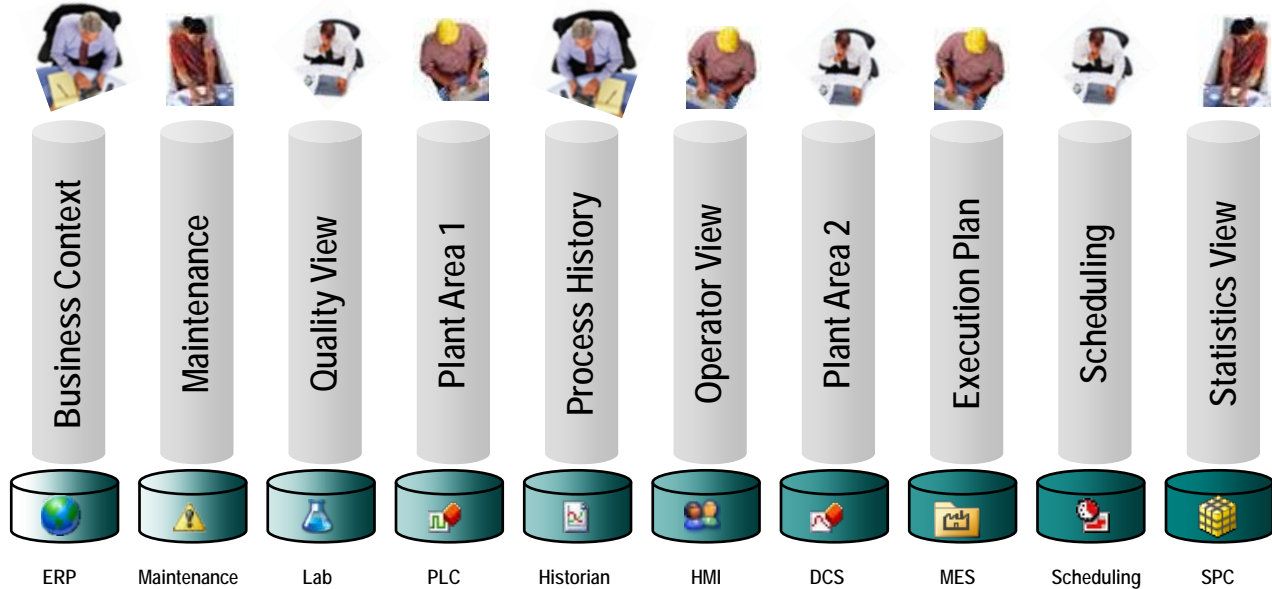 Business Context
Maintenance
Quality View
Plant Area 1
Process History
Operator View
Plant Area 2
Execution Plan
Scheduling
Statistics View
ERP
Maintenance
Lab
PLC
Historian
HMI
DCS
MES
Scheduling
SPC